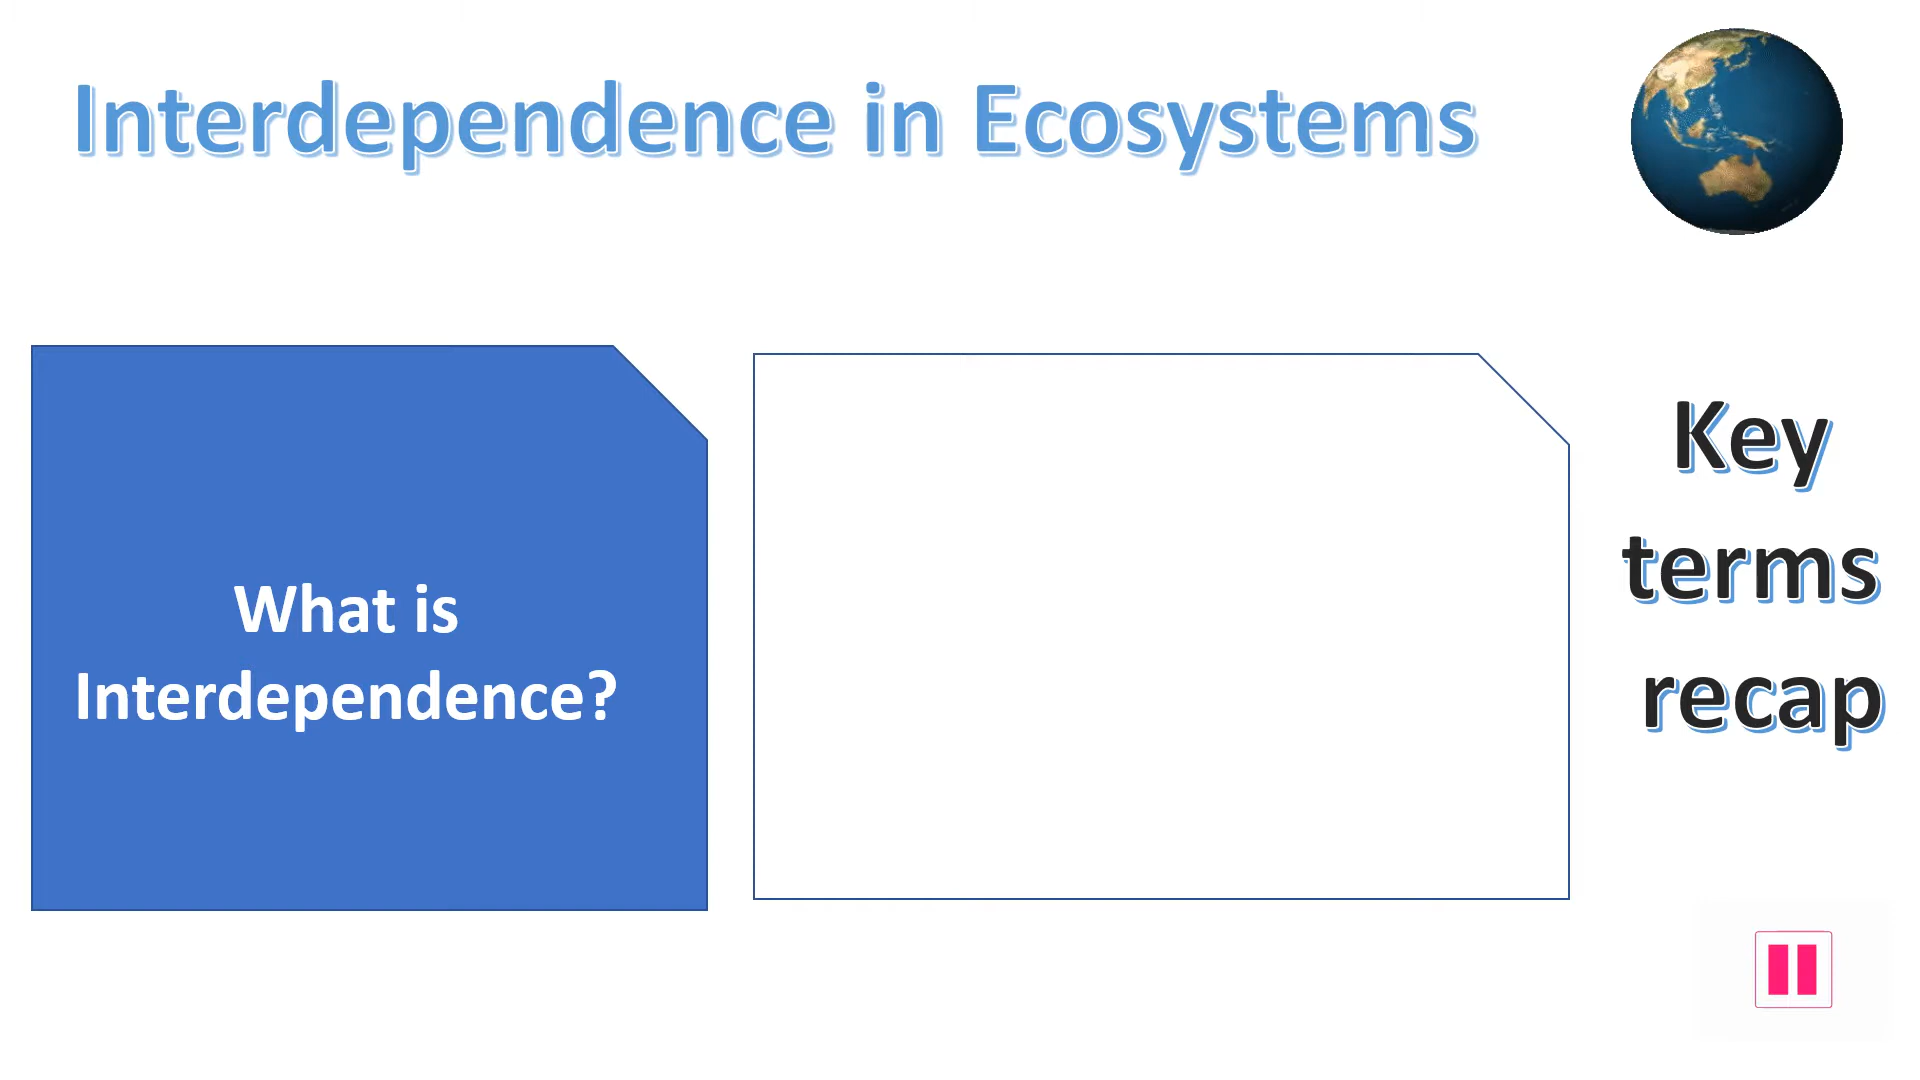 Interdependence in Ecosystems
What is
Interdependence?
Key
terms
recap